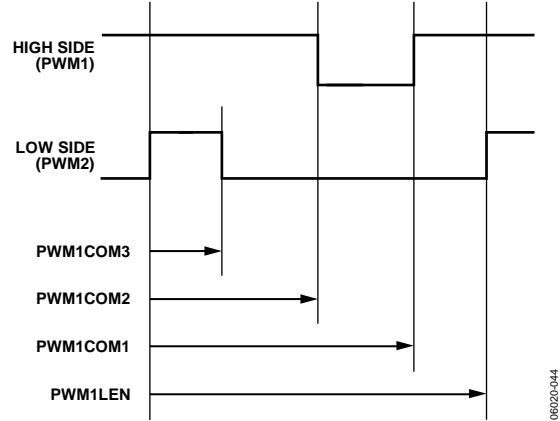 HIGH SIDE
(PWM1)
LOW SIDE
(PWM2)
PWM1COM3
PWM1COM2
PWM1COM1
PWM1LEN
06020-044